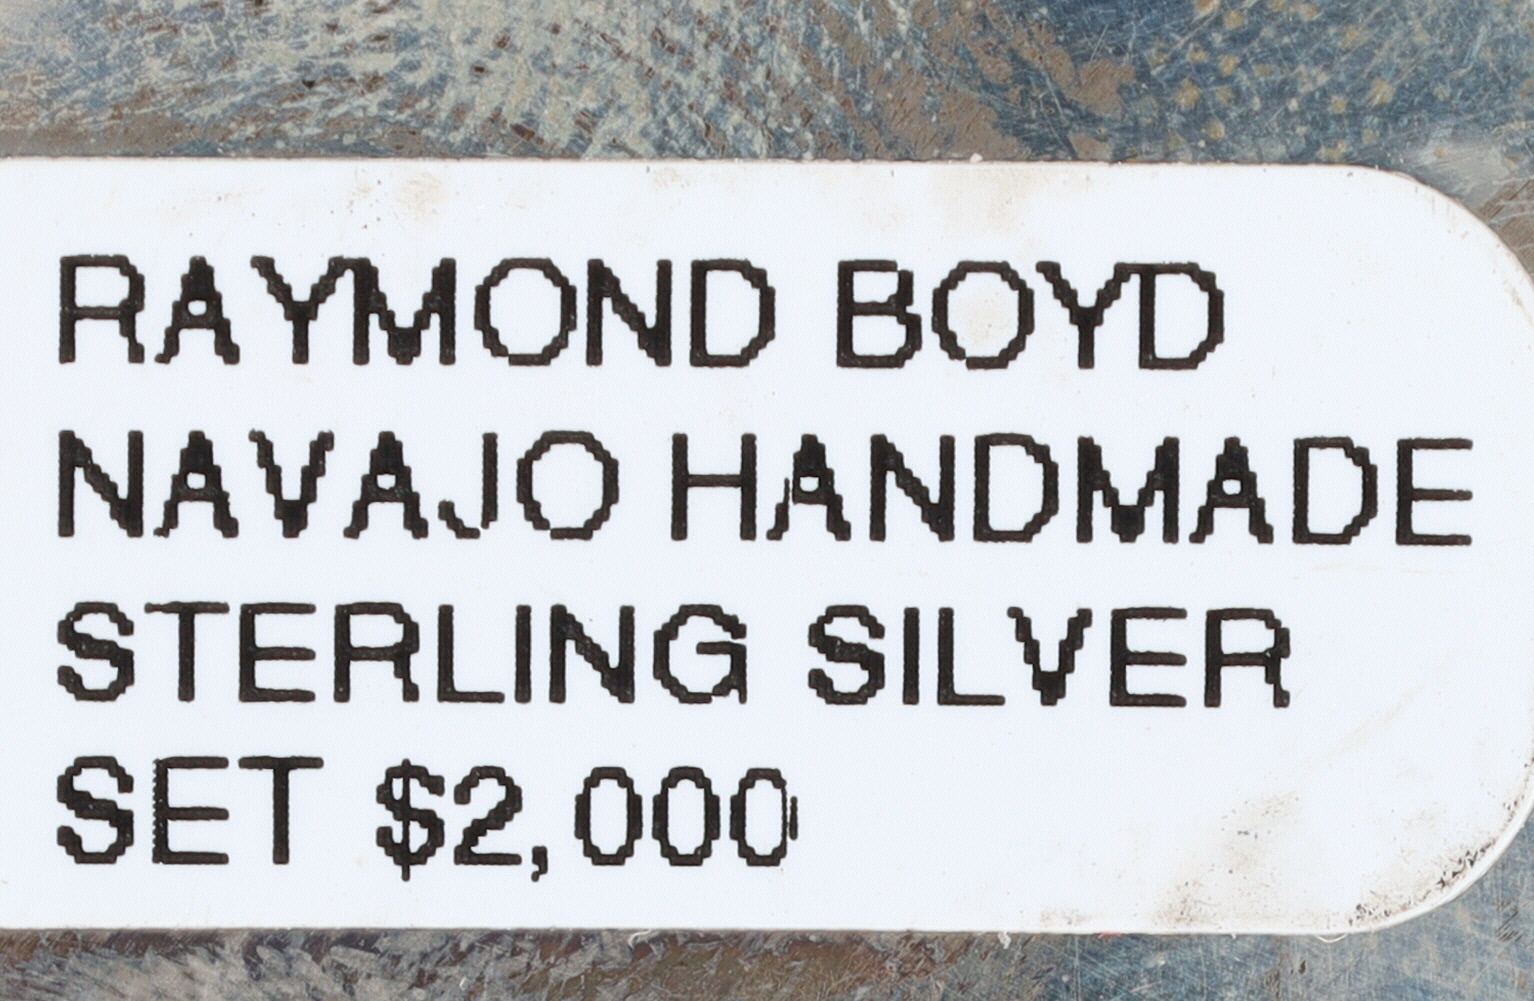 RAYMOND BOYD
NAVAJO HANDMADE
STERLING SILVER
SET $2,000